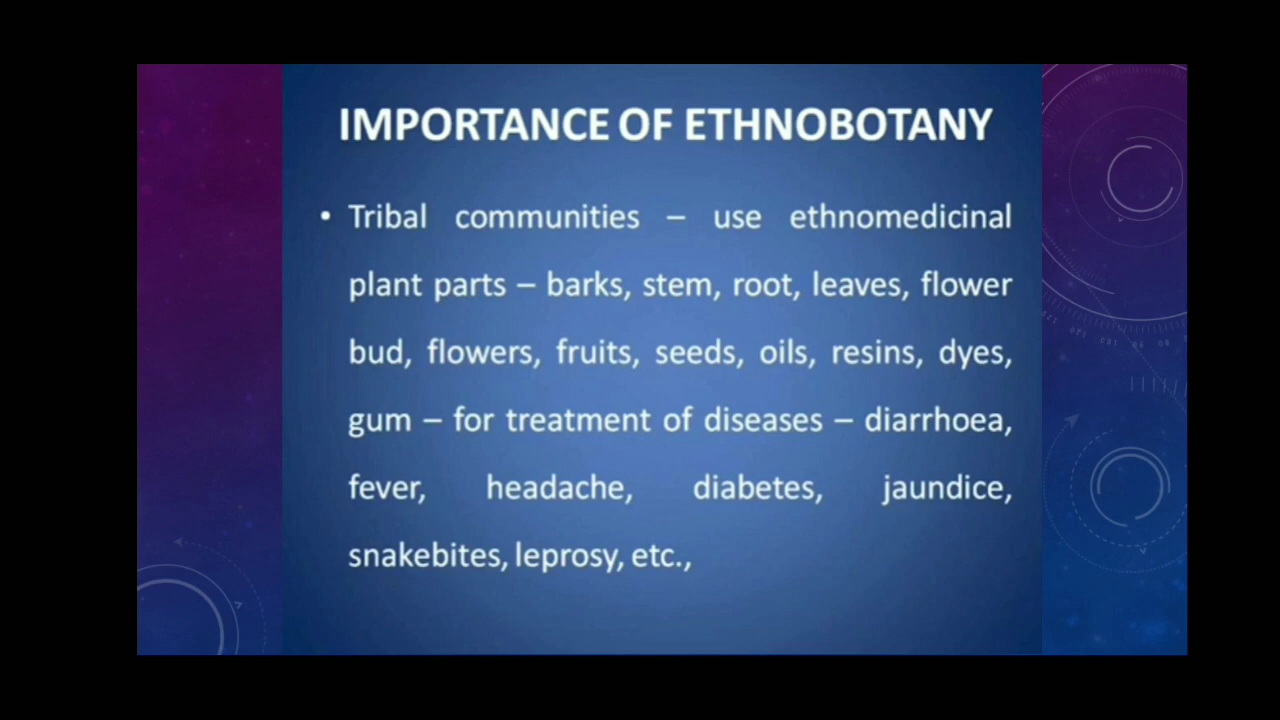 IMPORTANCE OF ETHNOBOTANY
• Tribal communities – use ethnomedicinal
plant parts – barks, stem, root, leaves, flower
bud, flowers, fruits, seeds, oils, resins, dyes,
gum – for treatment of diseases – diarrhoea,
fever, headache, diabetes, jaundice,
snakebites, leprosy, etc.,